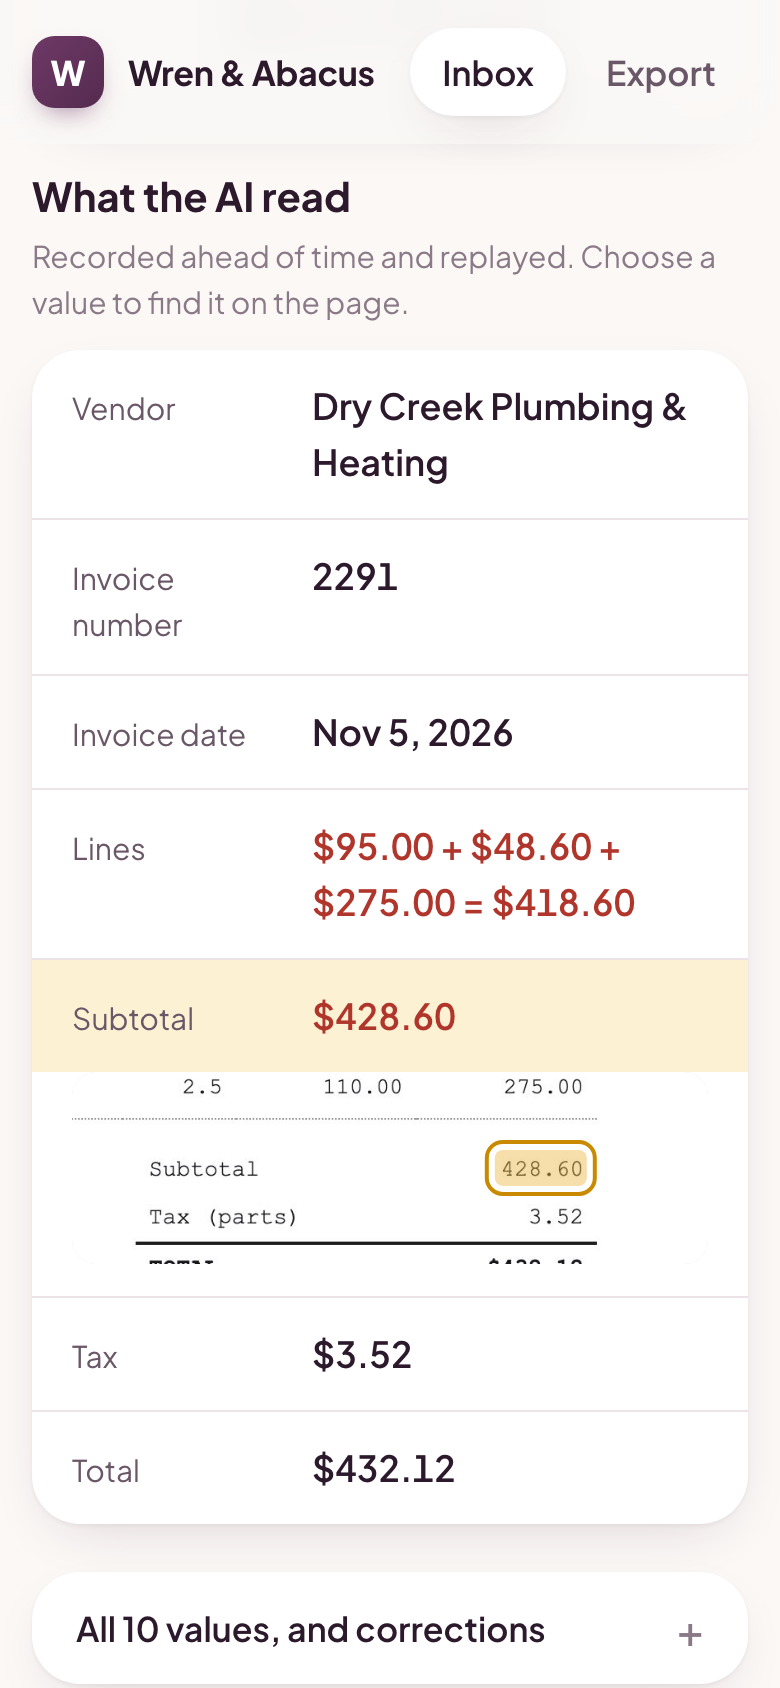 W Wren & Abacus Inbox Export
What the AI read
Recorded ahead of time and replayed. Choose a
value to find it on the page.
Vendor Dry Creek Plumbing &
Heating
Invoice 2291
number
Invoice date Nov 5, 2026
Lines $95.00 + $48.60 +
$275.00 = $418.60
Subtotal $428.60
2.5 110.00 275.00
Subtotal 428.60
Tax (parts) 3.52
Tax $3.52
Total $432.12
All 10 values, and corrections +